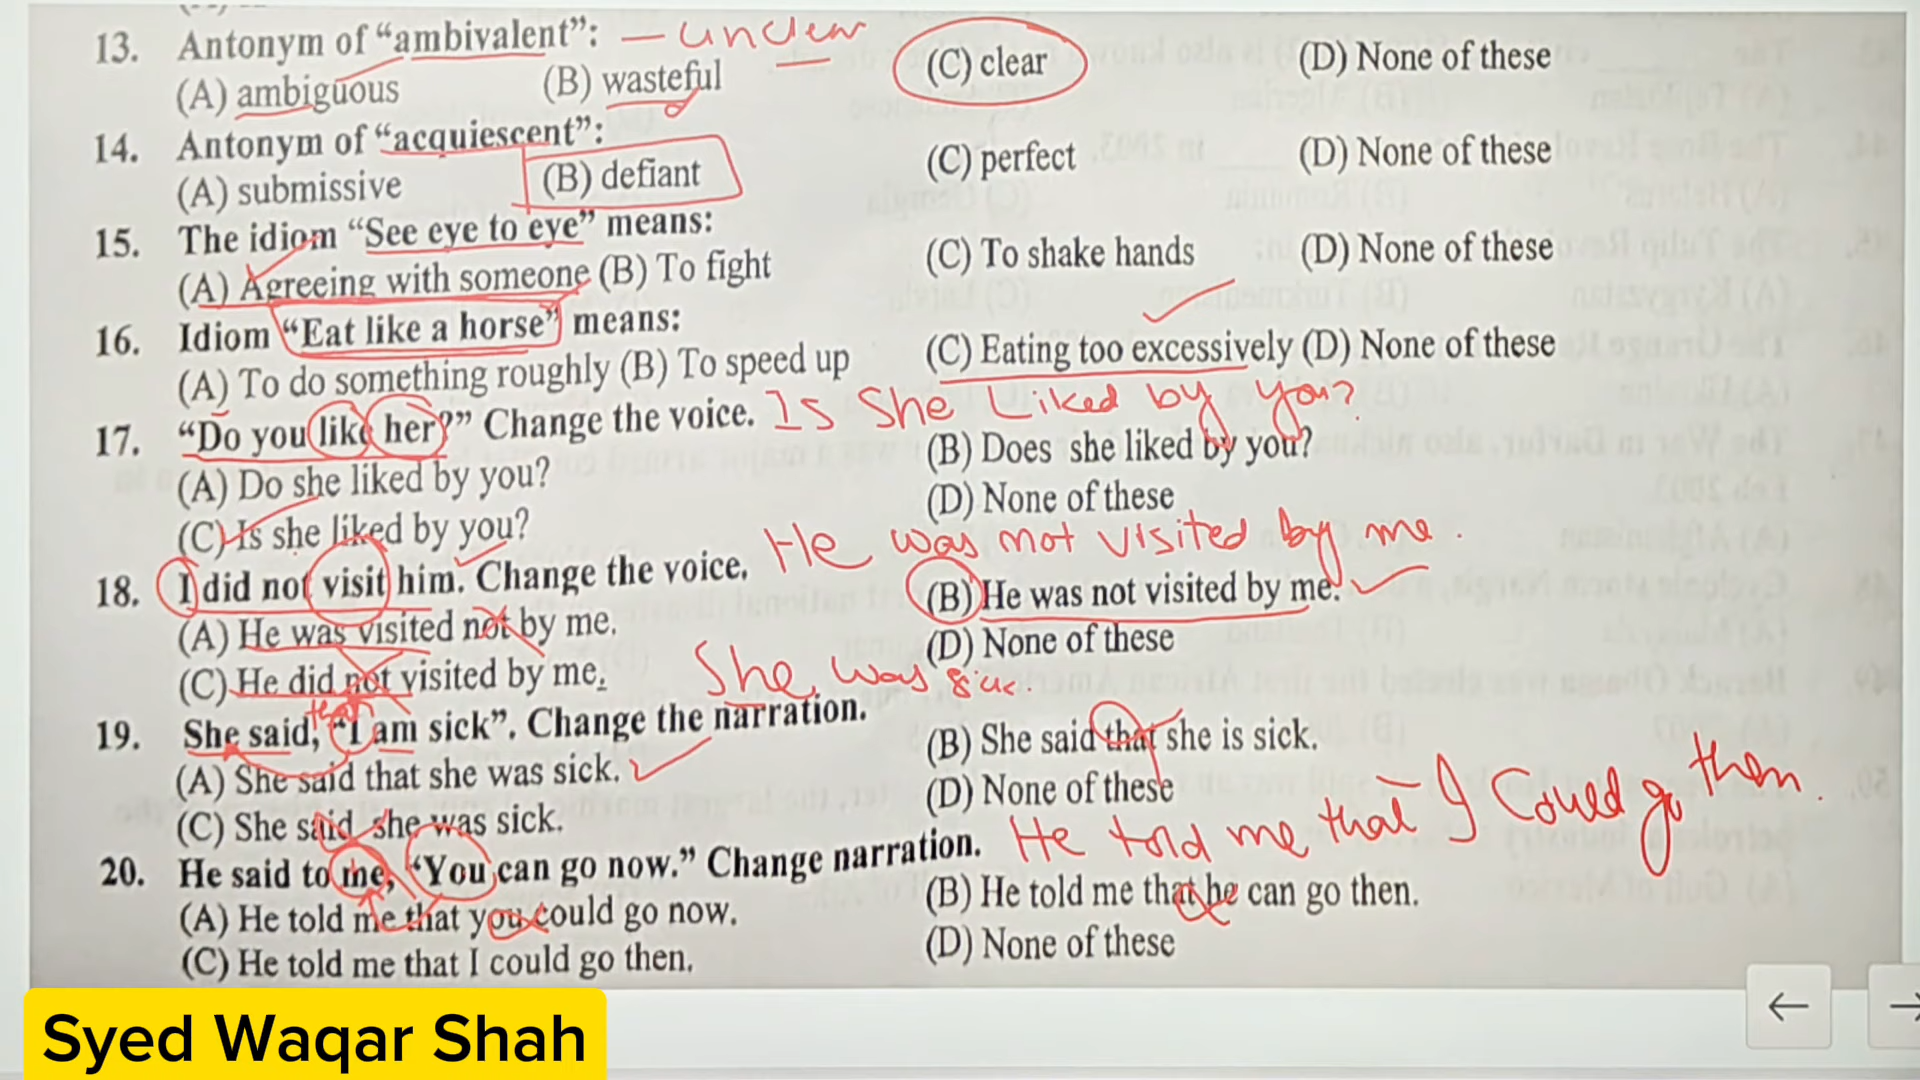 13. Antonym of “ambivalent”: – unclear
(A) ambiguous (B) wasteful (C) clear (D) None of these
14. Antonym of “acquiescent”:
(A) submissive (B) defiant (C) perfect (D) None of these
15. The idiom “See eye to eye” means:
(A) Agreeing with someone (B) To fight (C) To shake hands (D) None of these
16. Idiom “Eat like a horse” means:
(A) To do something roughly (B) To speed up (C) Eating too excessively (D) None of these
17. “Do you like her?” Change the voice. Is She Liked by you?
(A) Do she liked by you? (B) Does she liked by you?
(C) Is she liked by you? (D) None of these
He was not visited by me.
18. I did not visit him. Change the voice.
(A) He was visited not by me. (B) He was not visited by me.
(C) He did not visited by me. (D) None of these
She was sick.
that
19. She said, “I am sick”. Change the narration.
(A) She said that she was sick. (B) She said that she is sick.
(C) She said she was sick. (D) None of these
He told me that I could go then.
20. He said to me, “You can go now.” Change narration.
(A) He told me that you could go now. (B) He told me that he can go then.
(C) He told me that I could go then. (D) None of these
Syed Waqar Shah